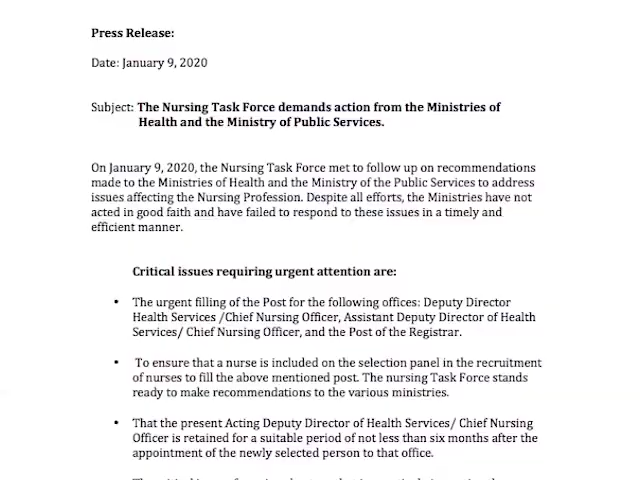 Press Release:
Date: January 9, 2020
Subject: The Nursing Task Force demands action from the Ministries of
Health and the Ministry of Public Services.
On January 9, 2020, the Nursing Task Force met to follow up on recommendations
made to the Ministries of Health and the Ministry of the Public Services to address
issues affecting the Nursing Profession. Despite all efforts, the Ministries have not
acted in good faith and have failed to respond to these issues in a timely and
efficient manner.
Critical issues requiring urgent attention are:
• The urgent filling of the Post for the following offices: Deputy Director
Health Services /Chief Nursing Officer, Assistant Deputy Director of Health
Services/ Chief Nursing Officer, and the Post of the Registrar.
• To ensure that a nurse is included on the selection panel in the recruitment
of nurses to fill the above mentioned post. The nursing Task Force stands
ready to make recommendations to the various ministries.
• That the present Acting Deputy Director of Health Services/ Chief Nursing
Officer is retained for a suitable period of not less than six months after the
appointment of the newly selected person to that office.